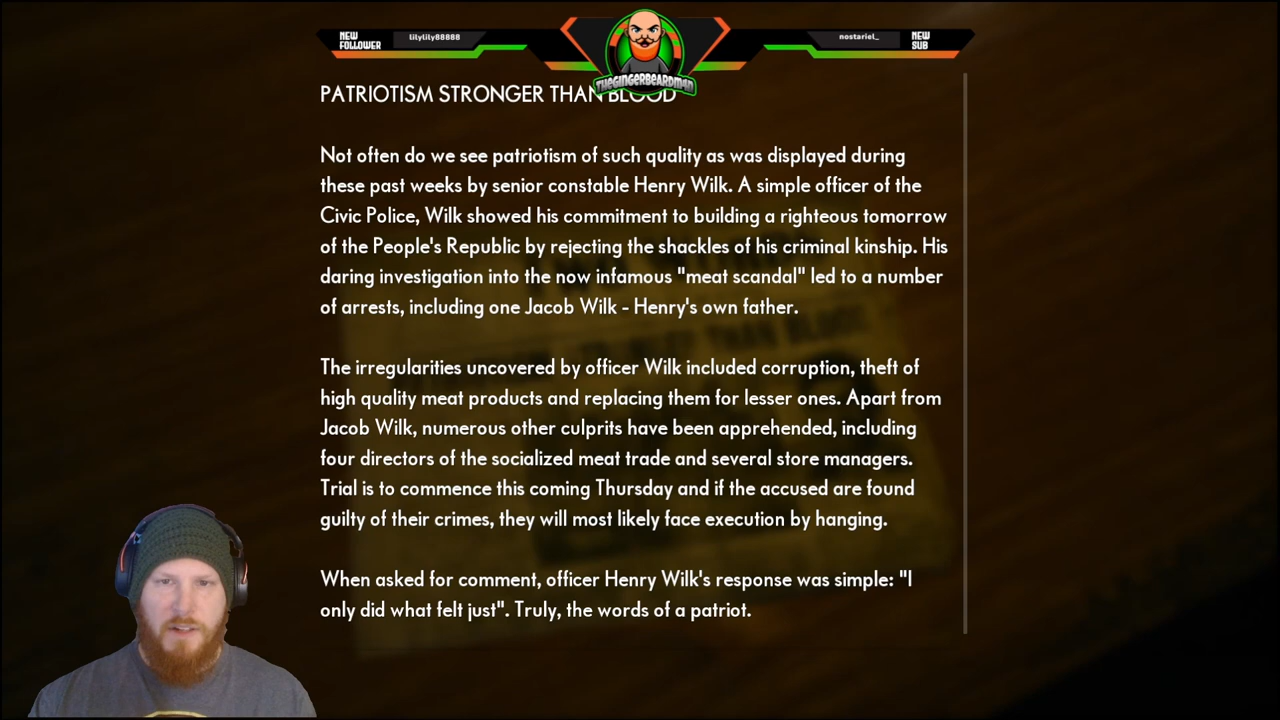 NEW
FOLLOWER
lilylily88888
nostariel_
NEW
SUB
THEGINGERBEARDMAN
PATRIOTISM STRONGER THAN BLOOD
Not often do we see patriotism of such quality as was displayed during
these past weeks by senior constable Henry Wilk. A simple officer of the
Civic Police, Wilk showed his commitment to building a righteous tomorrow
of the People's Republic by rejecting the shackles of his criminal kinship. His
daring investigation into the now infamous "meat scandal" led to a number
of arrests, including one Jacob Wilk - Henry's own father.
The irregularities uncovered by officer Wilk included corruption, theft of
high quality meat products and replacing them for lesser ones. Apart from
Jacob Wilk, numerous other culprits have been apprehended, including
four directors of the socialized meat trade and several store managers.
Trial is to commence this coming Thursday and if the accused are found
guilty of their crimes, they will most likely face execution by hanging.
When asked for comment, officer Henry Wilk's response was simple: "I
only did what felt just". Truly, the words of a patriot.